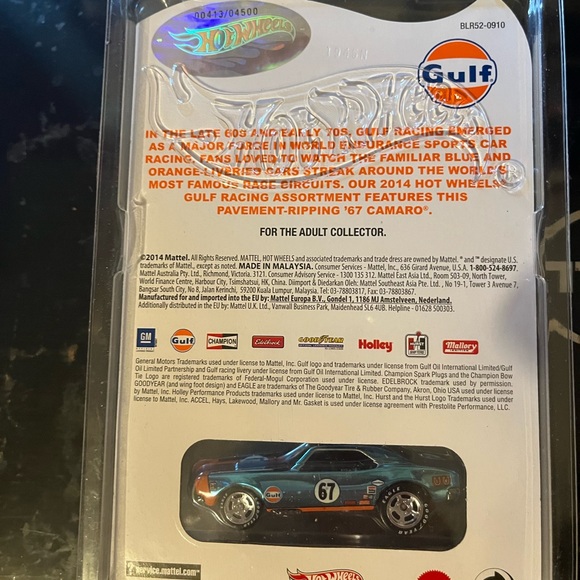 00413/04500
HOT WHEELS
BLR52-0910
Gulf
IN THE LATE 60S AND EARLY 70S, GULF RACING EMERGED
AS A MAJOR FORCE IN WORLD ENDURANCE SPORTS CAR
RACING. FANS LOVED TO WATCH THE FAMILIAR BLUE AND
ORANGE LIVERIED CARS STREAK AROUND THE WORLD'S
MOST FAMOUS RACE CIRCUITS. OUR 2014 HOT WHEELS
GULF RACING ASSORTMENT FEATURES THIS
PAVEMENT-RIPPING '67 CAMARO®.
FOR THE ADULT COLLECTOR.
©2014 Mattel. All Rights Reserved. MATTEL, HOT WHEELS and associated trademarks and trade dress are owned by Mattel. ® and ™ designate U.S.
trademarks of Mattel, except as noted. MADE IN MALAYSIA. Consumer Services - Mattel, Inc., 636 Girard Avenue, U.S.A. 1-800-524-8697.
Mattel Australia Pty. Ltd., Richmond, Victoria. 3121. Consumer Advisory Service - 1300 135 312. Mattel East Asia Ltd., Room 503-09, North Tower,
World Finance Centre, Harbour City, Tsimshatsui, HK, China. Diimport & Diedarkan Oleh: Mattel Southeast Asia Pte. Ltd., No 19-1, Tower 3 Avenue 7,
Bangsar South City, No 8, Jalan Kerinchi, 59200 Kuala Lumpur, Malaysia. Tel: 03-78803817, Fax: 03-78803867.
Manufactured for and imported into the EU by: Mattel Europa B.V., Gondel 1, 1186 MJ Amstelveen, Nederland.
Additionally distributed in the EU by: Mattel U.K. Ltd., Vanwall Business Park, Maidenhead SL6 4UB. Helpline - 01628 500303.
GM Gulf CHAMPION Edelbrock GOODYEAR Holley Mallory
General Motors Trademarks used under license to Mattel, Inc. Gulf logo and trademarks under license from Gulf Oil International Limited/Gulf
Oil Limited Partnership and Gulf racing livery under license from Gulf Oil International Limited. Champion Spark Plugs and the Champion Bow
Tie Logo are registered trademarks of Federal-Mogul Corporation used under license. EDELBROCK trademark used by permission.
GOODYEAR (and wing foot design) and EAGLE are trademarks of The Goodyear Tire & Rubber Company, Akron, Ohio USA used under license
by Mattel, Inc. Holley Performance Products trademarks used under license to Mattel, Inc. Hurst and the Hurst Logo Trademarks used under
license to Mattel, Inc. ACCEL, Hays, Lakewood, Mallory and Mr. Gasket is used under license agreement with Prestolite Performance, LLC.
Gulf
67
service.mattel.com
HOT WHEELS